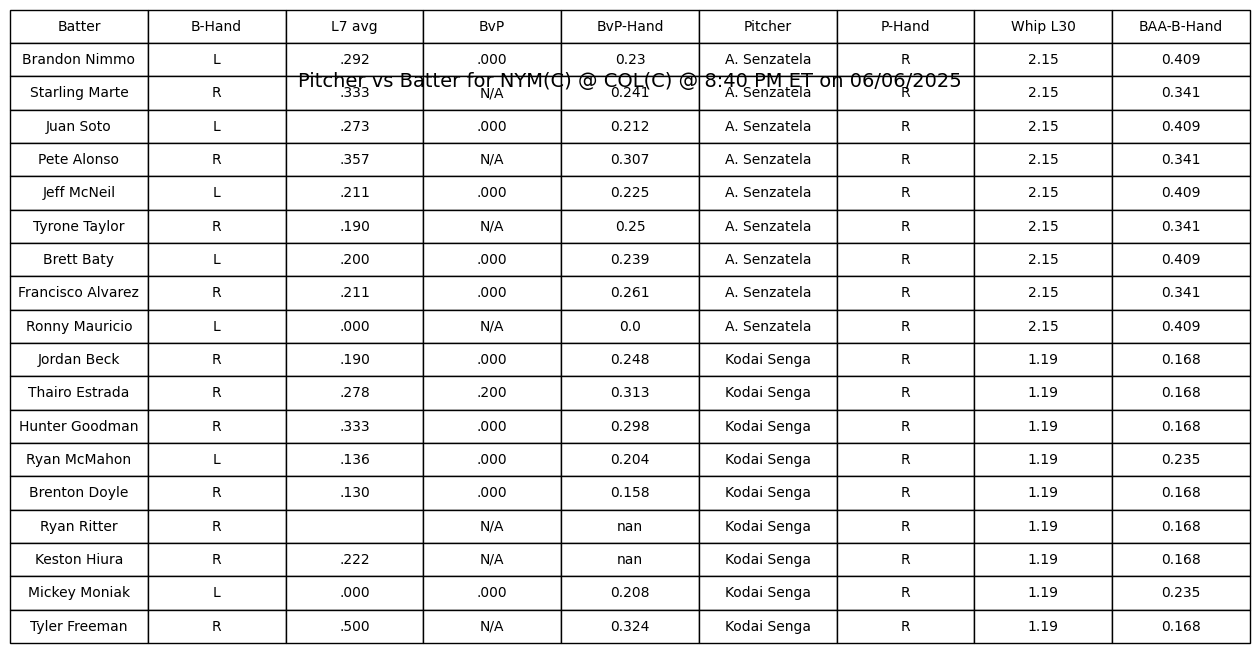 Batter B-Hand L7 avg BvP BvP-Hand Pitcher P-Hand Whip L30 BAA-B-Hand
Brandon Nimmo L .292 .000 0.23 A. Senzatela R 2.15 0.409
Pitcher vs Batter for NYM(C) @ COL(C) @ 8:40 PM ET on 06/06/2025
Starling Marte R .333 N/A 0.241 A. Senzatela R 2.15 0.341
Juan Soto L .273 .000 0.212 A. Senzatela R 2.15 0.409
Pete Alonso R .357 N/A 0.307 A. Senzatela R 2.15 0.341
Jeff McNeil L .211 .000 0.225 A. Senzatela R 2.15 0.409
Tyrone Taylor R .190 N/A 0.25 A. Senzatela R 2.15 0.341
Brett Baty L .200 .000 0.239 A. Senzatela R 2.15 0.409
Francisco Alvarez R .211 .000 0.261 A. Senzatela R 2.15 0.341
Ronny Mauricio L .000 N/A 0.0 A. Senzatela R 2.15 0.409
Jordan Beck R .190 .000 0.248 Kodai Senga R 1.19 0.168
Thairo Estrada R .278 .200 0.313 Kodai Senga R 1.19 0.168
Hunter Goodman R .333 .000 0.298 Kodai Senga R 1.19 0.168
Ryan McMahon L .136 .000 0.204 Kodai Senga R 1.19 0.235
Brenton Doyle R .130 .000 0.158 Kodai Senga R 1.19 0.168
Ryan Ritter R N/A nan Kodai Senga R 1.19 0.168
Keston Hiura R .222 N/A nan Kodai Senga R 1.19 0.168
Mickey Moniak L .000 .000 0.208 Kodai Senga R 1.19 0.235
Tyler Freeman R .500 N/A 0.324 Kodai Senga R 1.19 0.168